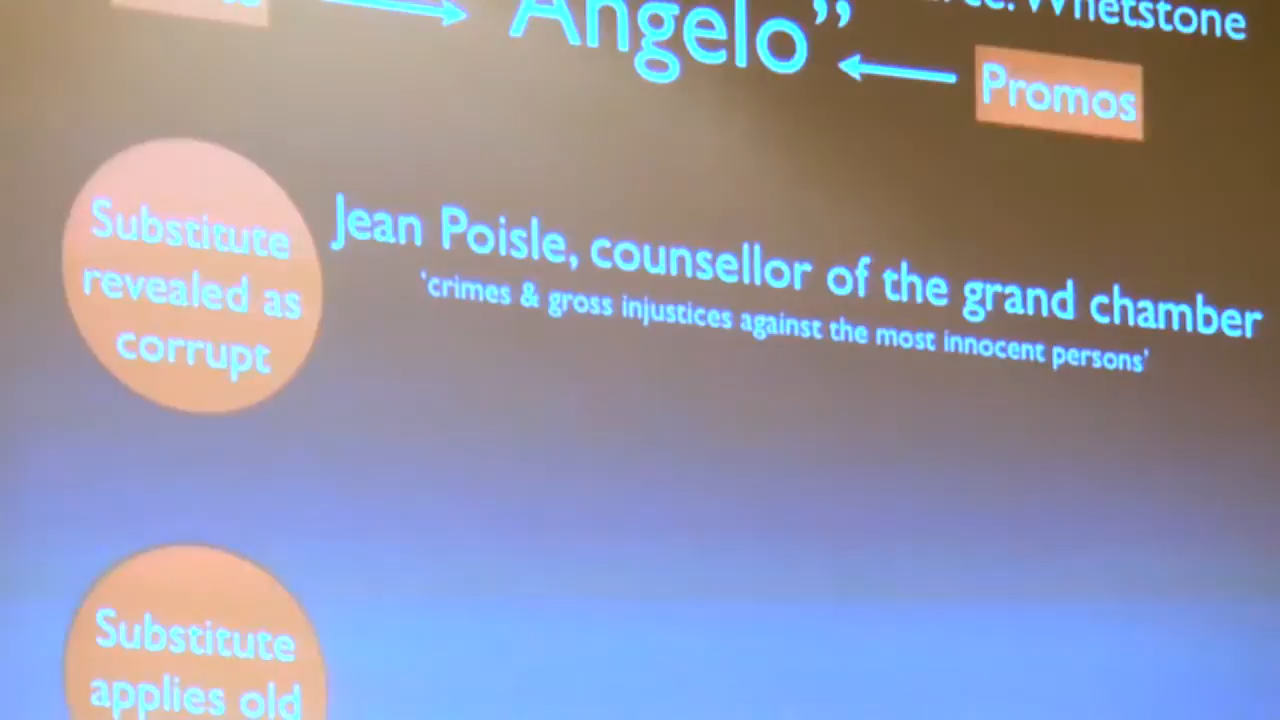 Whetstone
Angelo”
Promos
Substitute
revealed as
corrupt
Jean Poisle, counsellor of the grand chamber
‘crimes & gross injustices against the most innocent persons’
Substitute
applies old